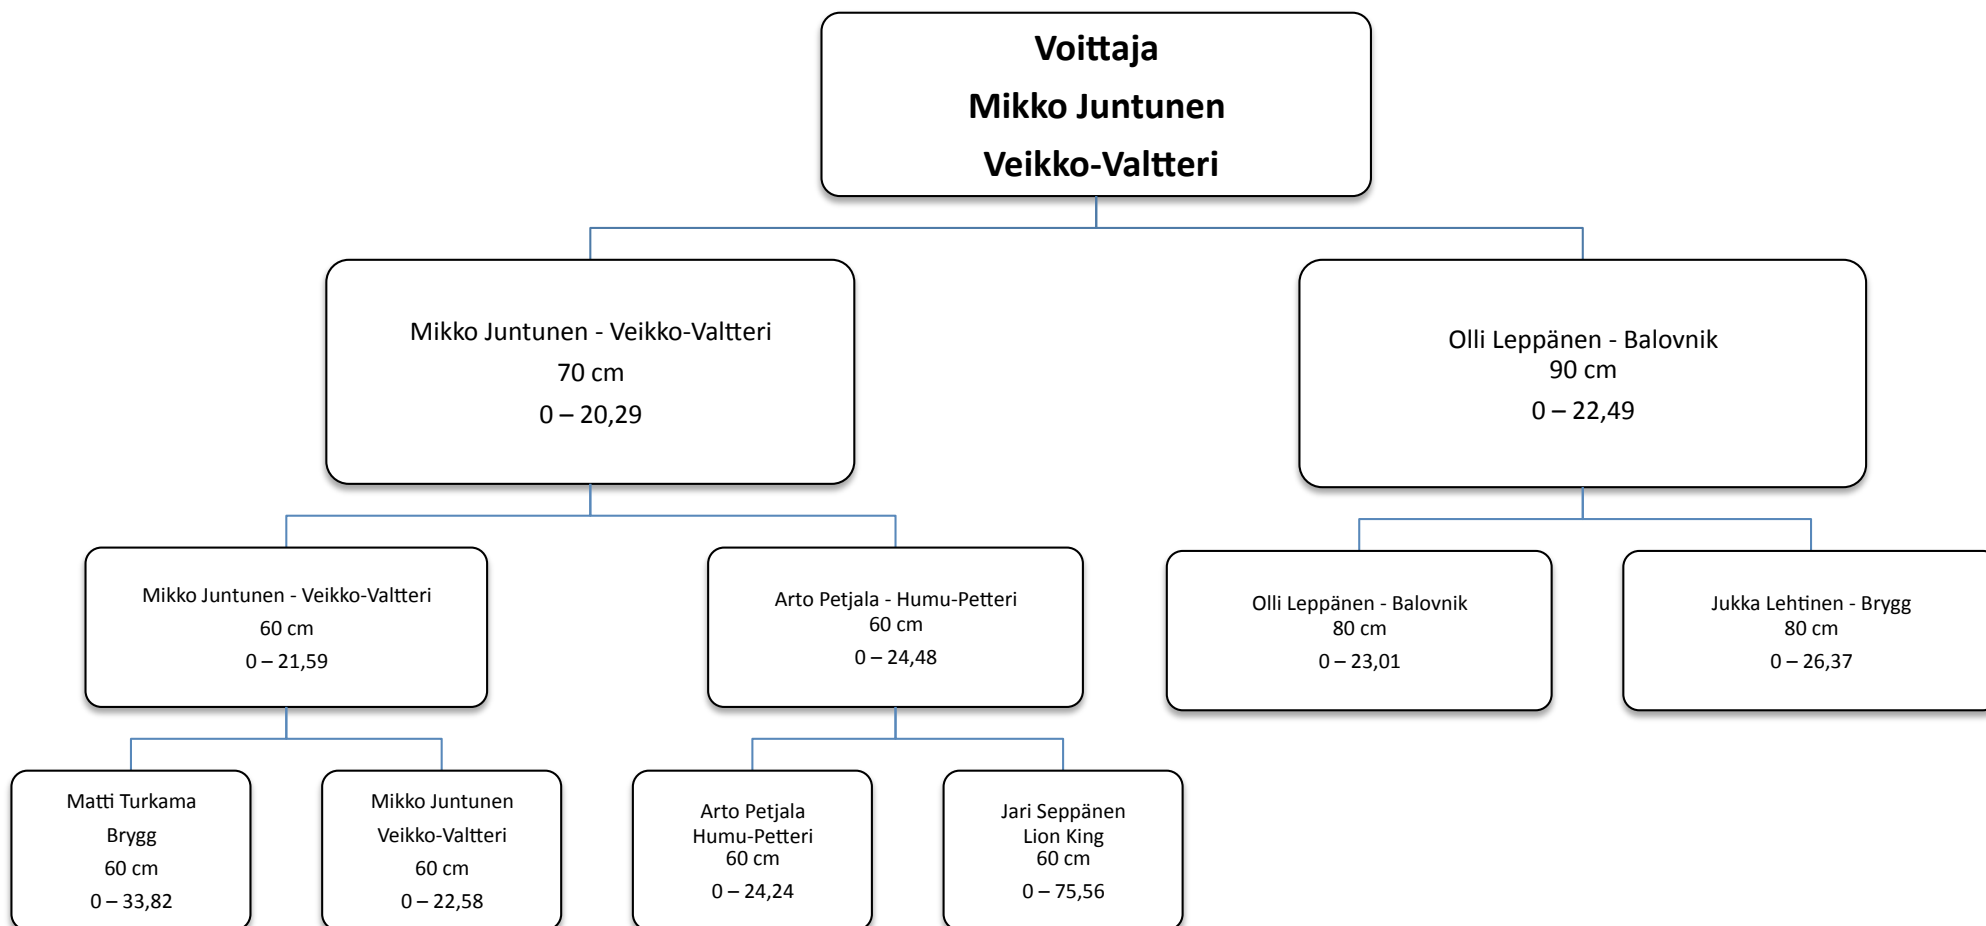 Voittaja
Mikko Juntunen
Veikko-Valtteri
Mikko Juntunen - Veikko-Valtteri
70 cm
0 – 20,29
Olli Leppänen - Balovnik
90 cm
0 – 22,49
Mikko Juntunen - Veikko-Valtteri
60 cm
0 – 21,59
Arto Petjala - Humu-Petteri
60 cm
0 – 24,48
Olli Leppänen - Balovnik
80 cm
0 – 23,01
Jukka Lehtinen - Brygg
80 cm
0 – 26,37
Matti Turkama
Brygg
60 cm
0 – 33,82
Mikko Juntunen
Veikko-Valtteri
60 cm
0 – 22,58
Arto Petjala
Humu-Petteri
60 cm
0 – 24,24
Jari Seppänen
Lion King
60 cm
0 – 75,56